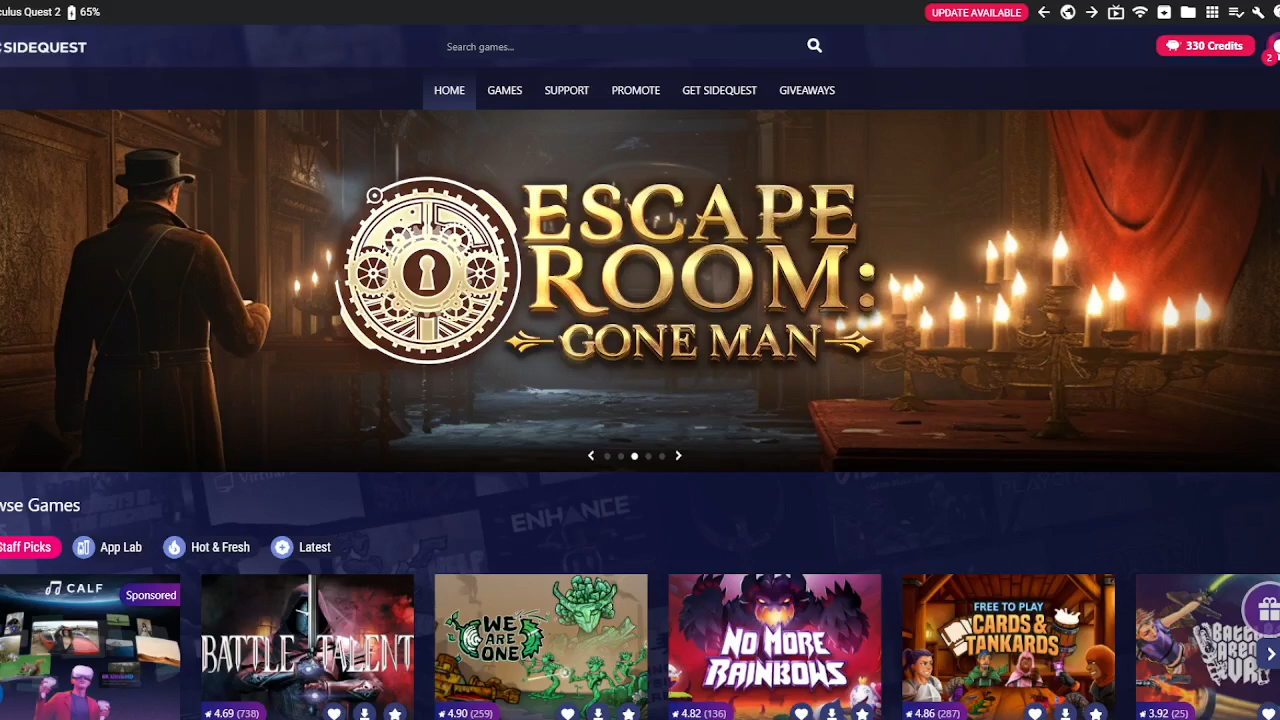 culus Quest 2 65%
UPDATE AVAILABLE
SIDEQUEST
Search games...
330 Credits
2
HOME GAMES SUPPORT PROMOTE GET SIDEQUEST GIVEAWAYS
ESCAPE
ROOM:
GONE MAN
wse Games
Staff Picks App Lab Hot & Fresh Latest
ENHANCE
CALF
Sponsored
BATTLE TALENT
WE
ARE
ONE
NO MORE
RAINBOWS
FREE TO PLAY
CARDS &
TANKARDS
4.69 (738)
4.90 (259)
4.82 (136)
4.86 (287)
3.92 (25)